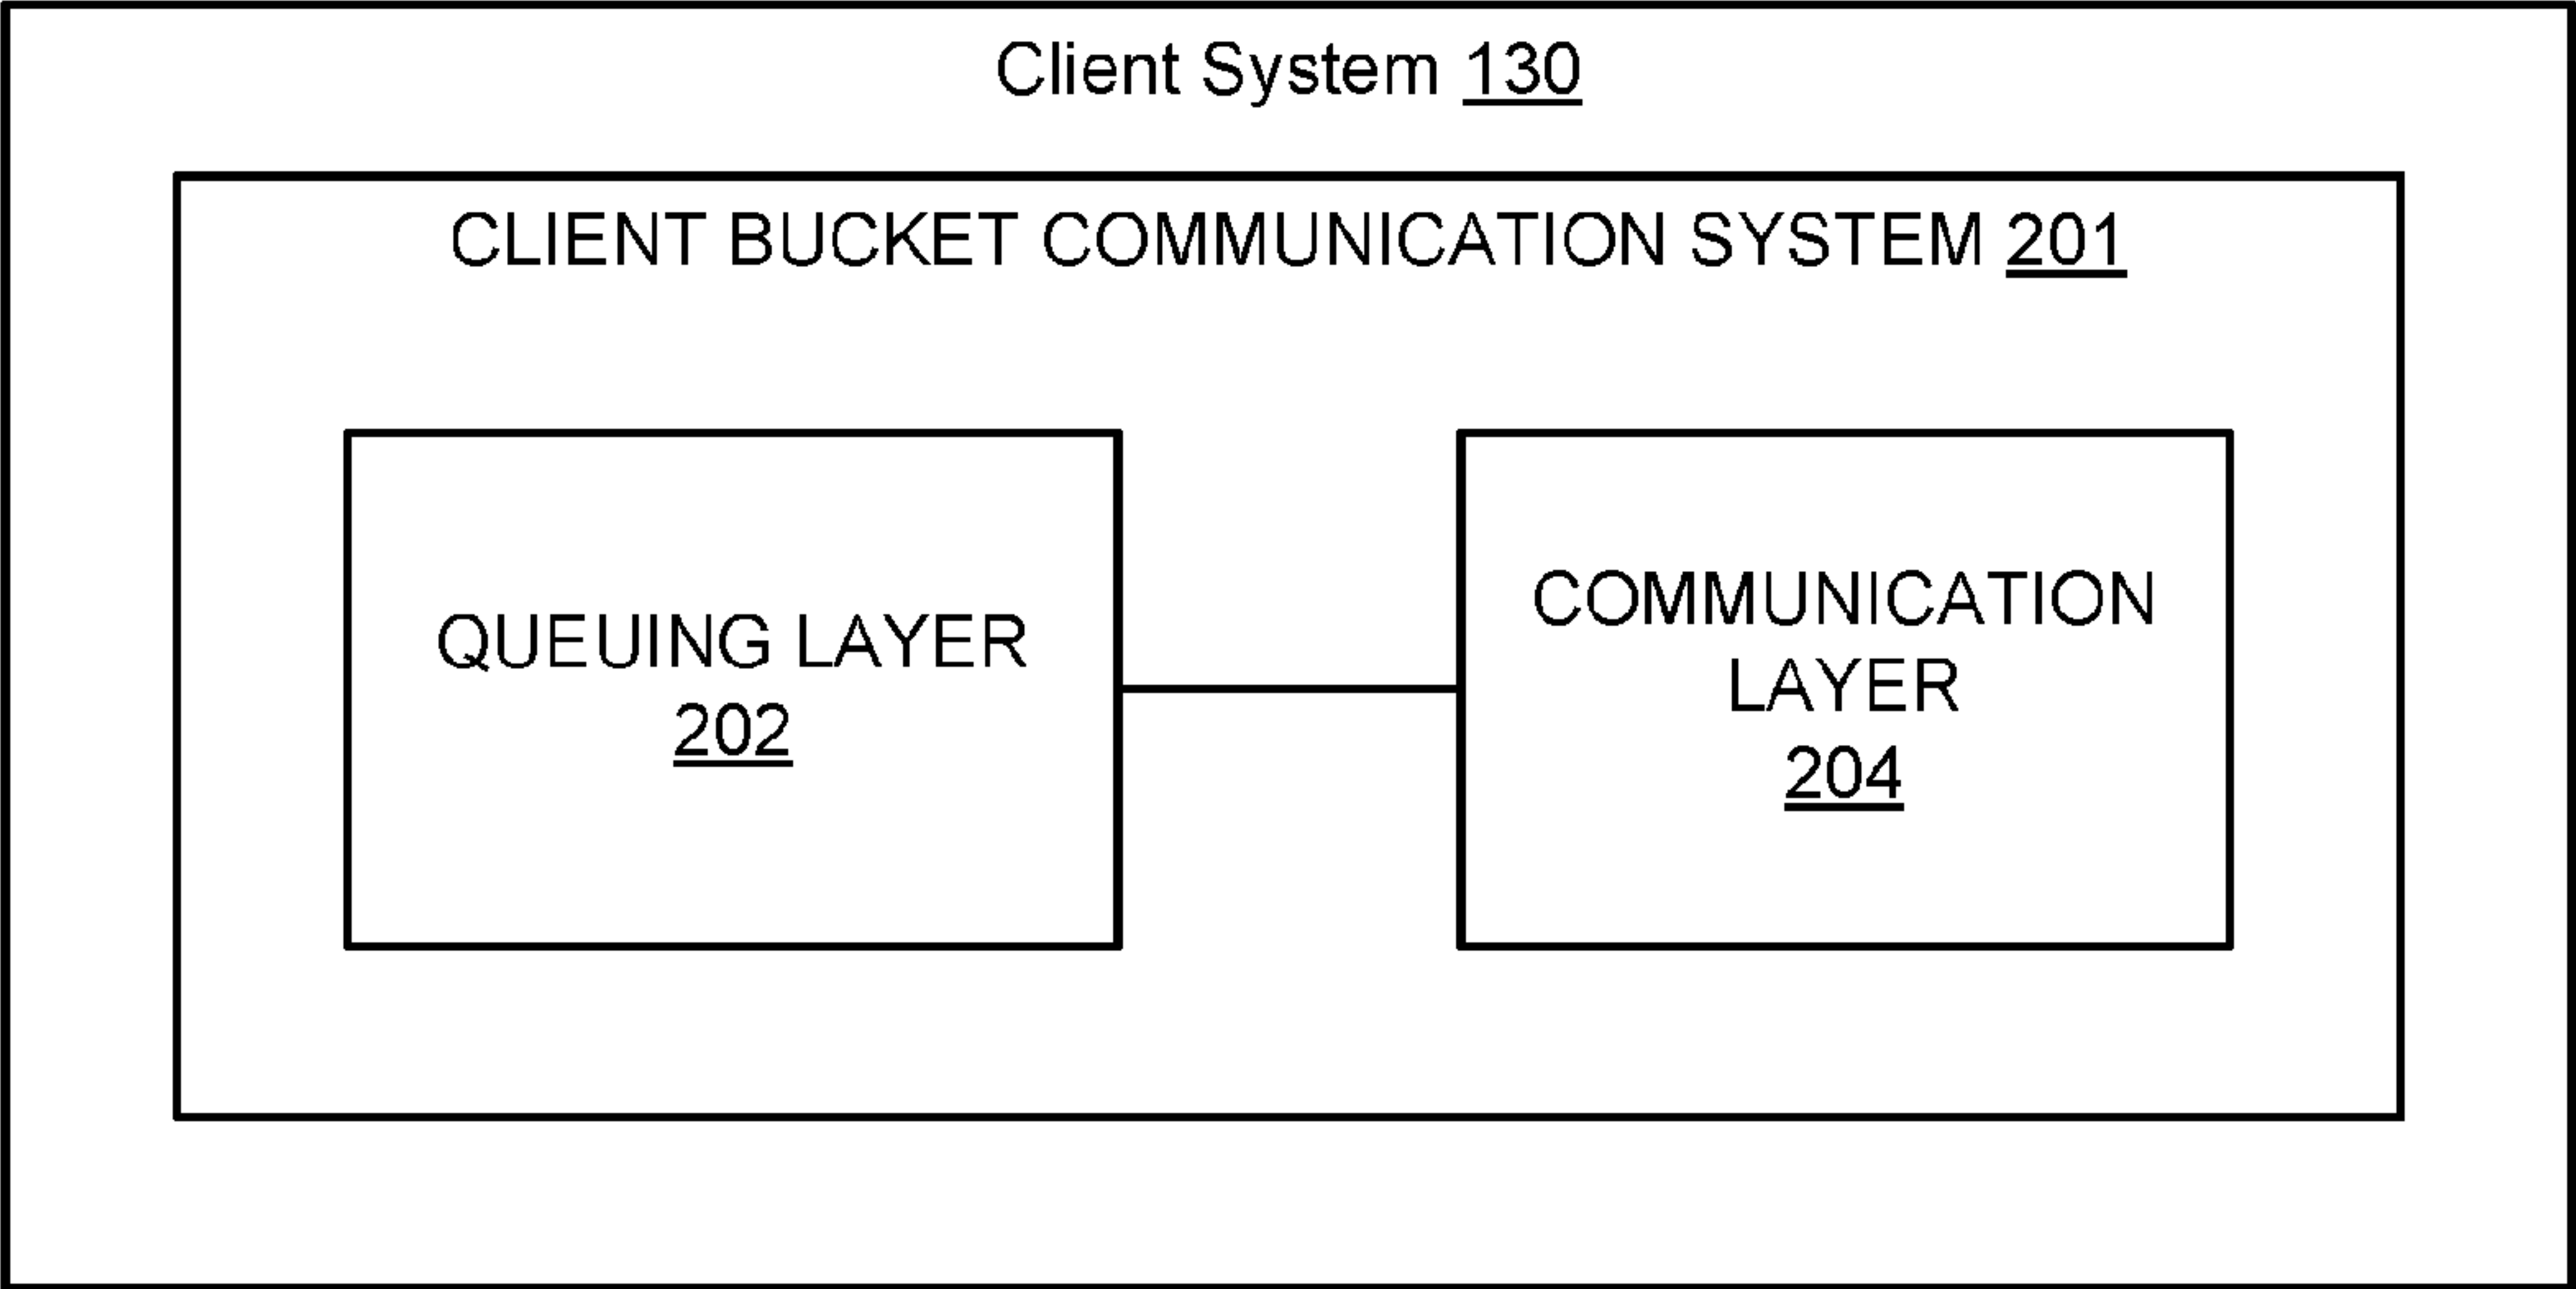 Client System 130
CLIENT BUCKET COMMUNICATION SYSTEM 201
QUEUING LAYER
202
COMMUNICATION
LAYER
204